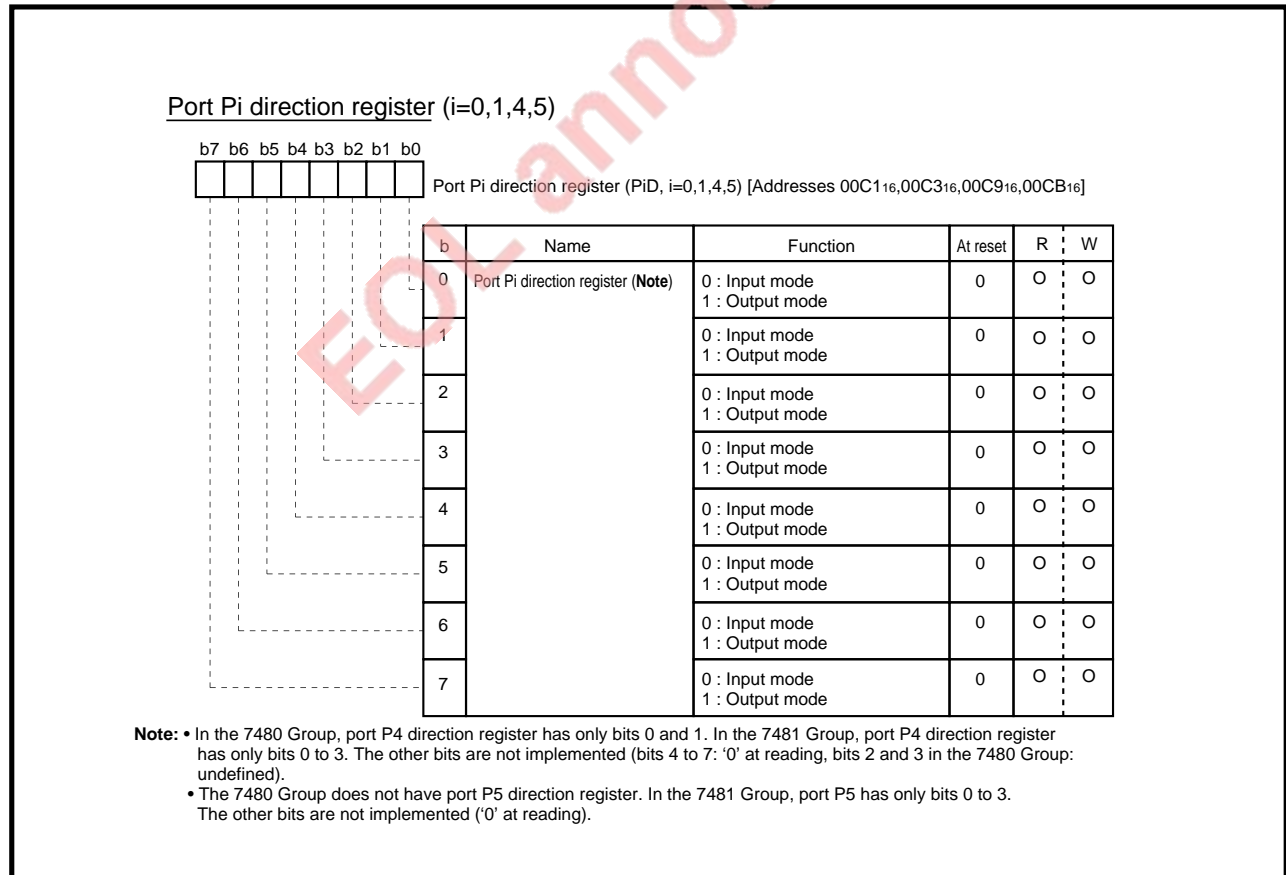 EOL annou
Port Pi direction register (i=0,1,4,5)
b7 b6 b5 b4 b3 b2 b1 b0
Port Pi direction register (PiD, i=0,1,4,5) [Addresses 00C116,00C316,00C916,00CB16]
b Name Function At reset R W
0 Port Pi direction register (Note) 0 : Input mode 0 O O
1 : Output mode
1 0 : Input mode 0 O O
1 : Output mode
2 0 : Input mode 0 O O
1 : Output mode
3 0 : Input mode 0 O O
1 : Output mode
4 0 : Input mode 0 O O
1 : Output mode
5 0 : Input mode 0 O O
1 : Output mode
6 0 : Input mode 0 O O
1 : Output mode
7 0 : Input mode 0 O O
1 : Output mode
Note: • In the 7480 Group, port P4 direction register has only bits 0 and 1. In the 7481 Group, port P4 direction register
has only bits 0 to 3. The other bits are not implemented (bits 4 to 7: ‘0’ at reading, bits 2 and 3 in the 7480 Group:
undefined).
• The 7480 Group does not have port P5 direction register. In the 7481 Group, port P5 has only bits 0 to 3.
The other bits are not implemented (‘0’ at reading).